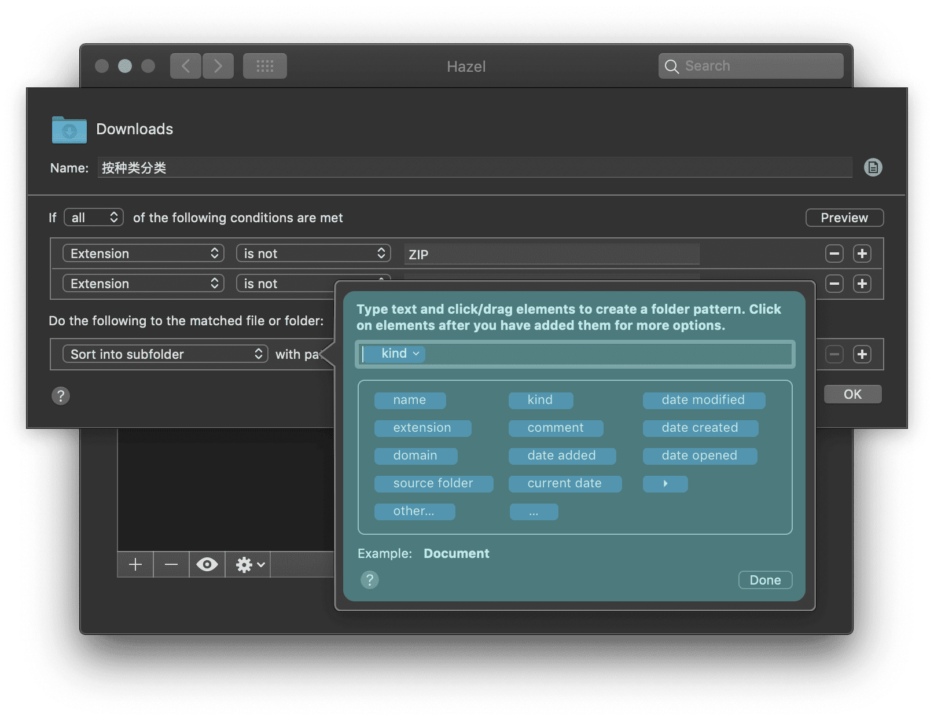 Hazel
Search
Downloads
Name: 按种类分类
If all of the following conditions are met
Preview
Extension is not ZIP
Extension is not
Do the following to the matched file or folder:
Sort into subfolder with pa
OK
?
Type text and click/drag elements to create a folder pattern. Click
on elements after you have added them for more options.
kind
name kind date modified
extension comment date created
domain date added date opened
source folder current date
other... ...
Example: Document
? Done